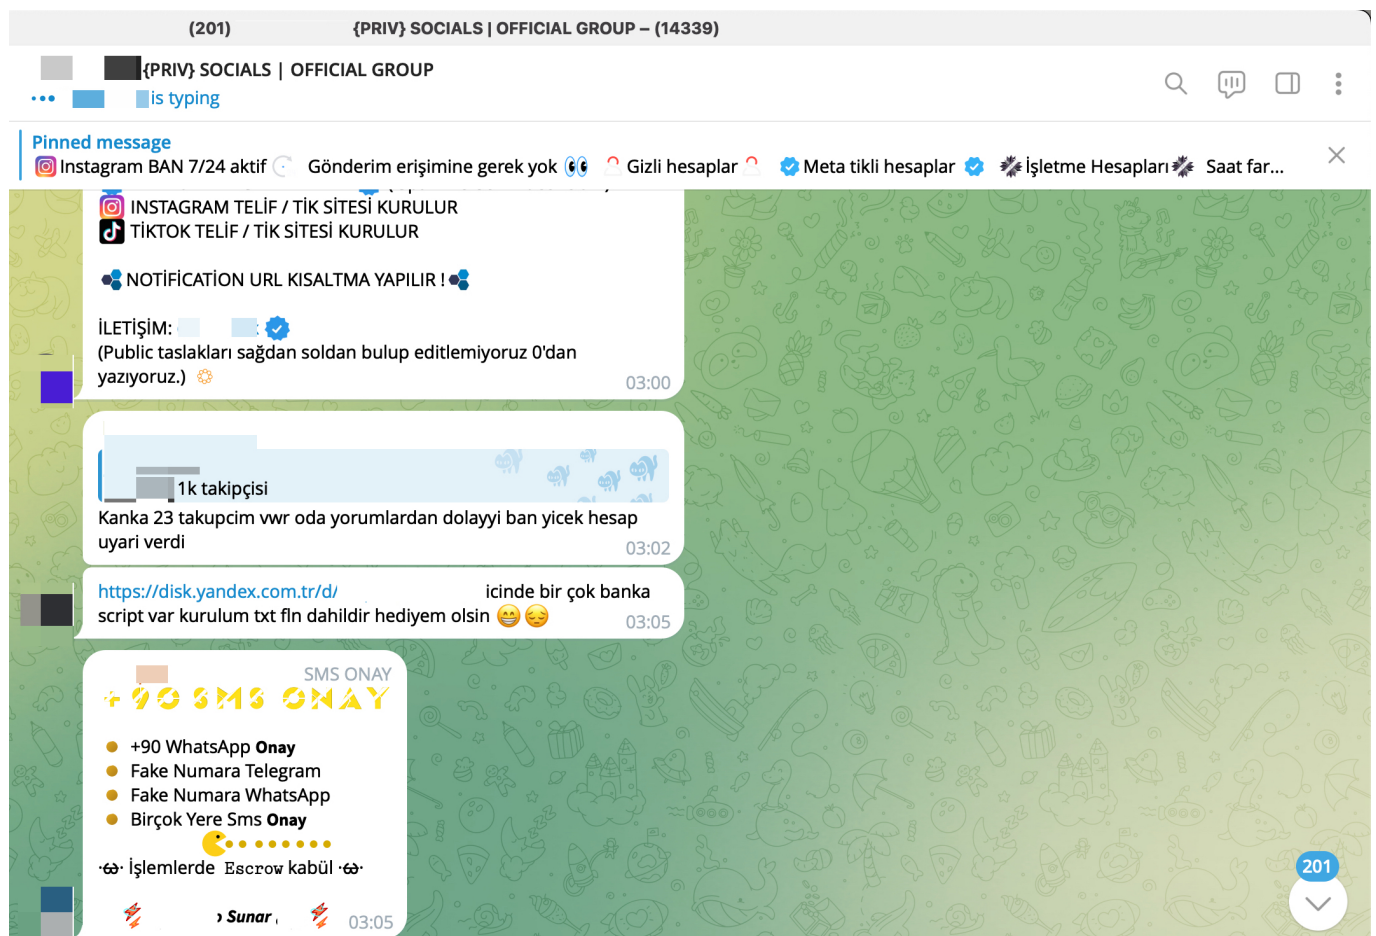 (201) {PRIV} SOCIALS | OFFICIAL GROUP – (14339)
{PRIV} SOCIALS | OFFICIAL GROUP
is typing
Pinned message
Instagram BAN 7/24 aktif Gönderim erişimine gerek yok 👀 Gizli hesaplar Meta tikli hesaplar İşletme Hesapları Saat far...
INSTAGRAM TELİF / TİK SİTESİ KURULUR
TİKTOK TELİF / TİK SİTESİ KURULUR
NOTİFİCATİON URL KISALTMA YAPILIR !
İLETİŞİM:
(Public taslakları sağdan soldan bulup editlemiyoruz 0'dan
yazıyoruz.)
03:00
1k takipçisi
Kanka 23 takupcim vwr oda yorumlardan dolayyi ban yicek hesap
uyari verdi
03:02
https://disk.yandex.com.tr/d/ icinde bir çok banka
script var kurulum txt fln dahildir hediyem olsin 😁😔
03:05
SMS ONAY
+90 SMS ONAY
+90 WhatsApp Onay
Fake Numara Telegram
Fake Numara WhatsApp
Birçok Yere Sms Onay
İşlemlerde Escrow kabül
Sunar
03:05
201